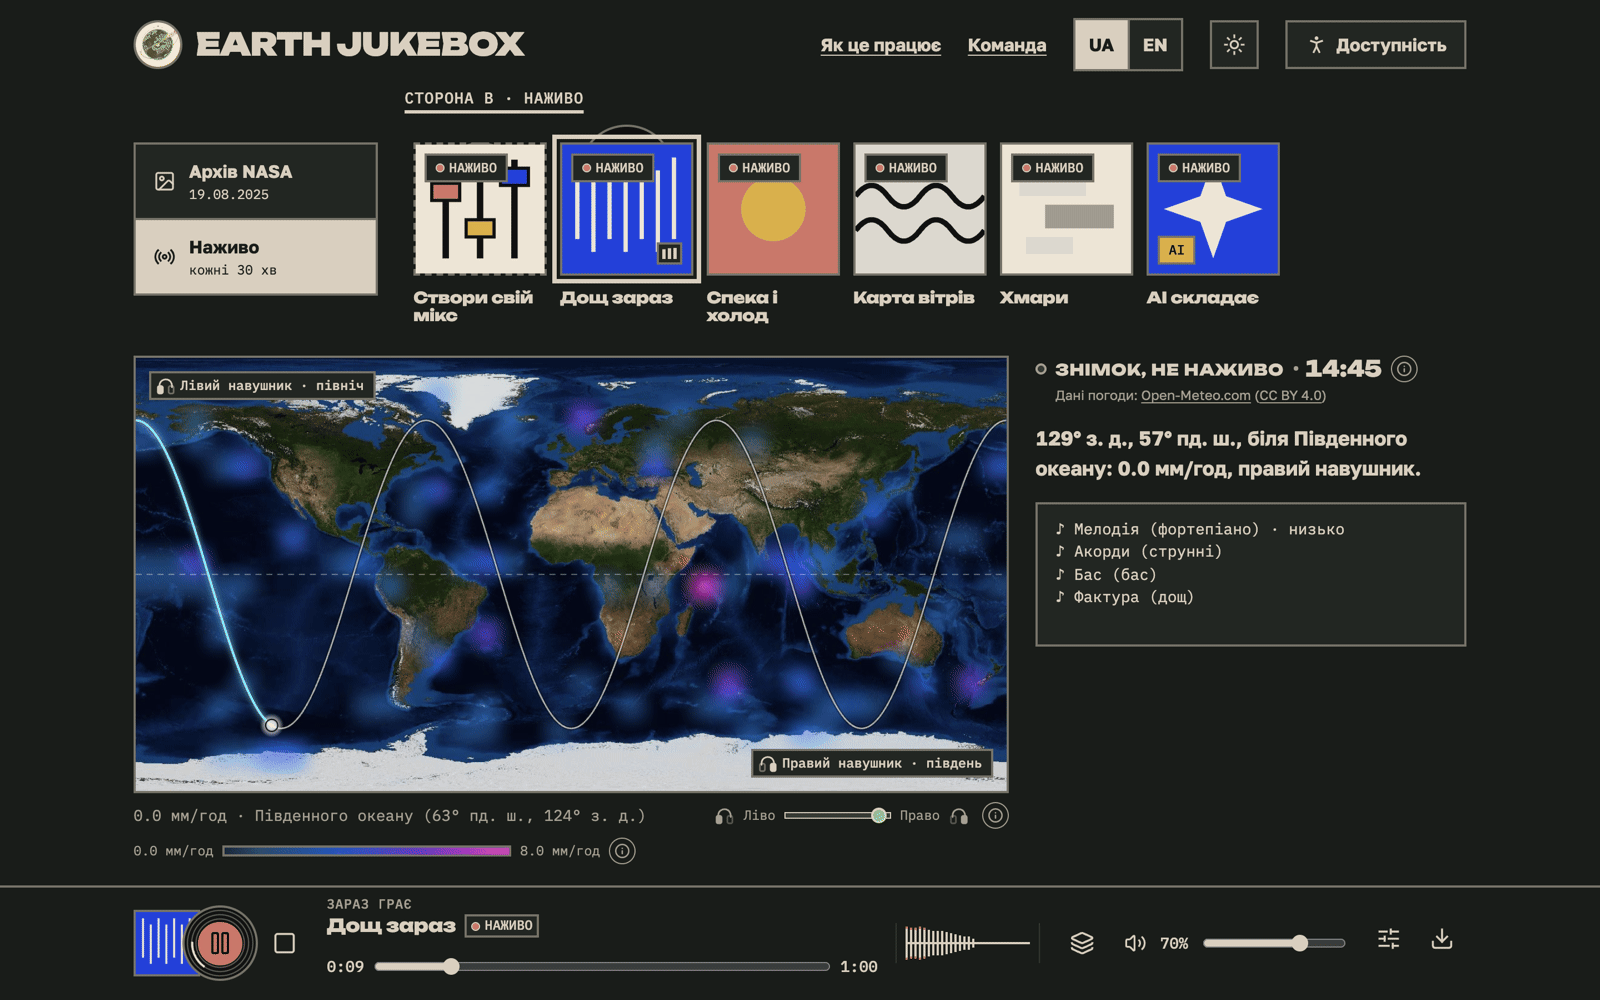 EARTH JUKEBOX
Як це працює
Команда
UA
EN
Доступність
СТОРОНА B · НАЖИВО
Архів NASA
19.08.2025
Наживо
кожні 30 хв
НАЖИВО
НАЖИВО
НАЖИВО
НАЖИВО
НАЖИВО
НАЖИВО
AI
Створи свій
мікс
Дощ зараз
Спека і
холод
Карта вітрів
Хмари
AI складає
Лівий навушник · північ
Правий навушник · південь
ЗНІМОК, НЕ НАЖИВО · 14:45
Дані погоди: Open-Meteo.com (CC BY 4.0)
129° з. д., 57° пд. ш., біля Південного
океану: 0.0 мм/год, правий навушник.
♪ Мелодія (фортепіано) · низько
♪ Акорди (струнні)
♪ Бас (бас)
♪ Фактура (дощ)
0.0 мм/год · Південного океану (63° пд. ш., 124° з. д.)
Ліво
Право
0.0 мм/год
8.0 мм/год
ЗАРАЗ ГРАЄ
Дощ зараз
НАЖИВО
0:09
1:00
70%